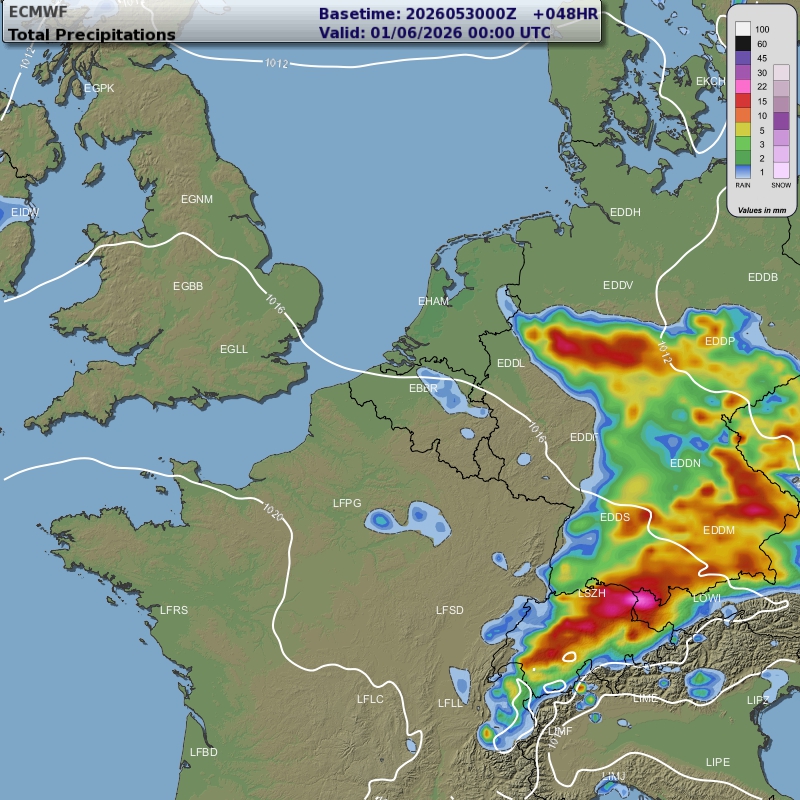 ECMWF
Total Precipitations
Basetime: 2026053000Z +048HR
Valid: 01/06/2026 00:00 UTC
100
60
45
30
22
15
10
5
3
2
1
RAIN SNOW
Values in mm
1012
1012
EGPK
EKCH
EIDW
EGNM
EDDH
EGBB
EDDV
EDDB
EHAM
1016
EGLL
EDDL
1012
EDDP
EBBR
1016
EDDF
EDDN
LFPG
1020
EDDS
EDDM
LSZH
LOWI
LFRS
LFSD
LFLC
LFLL
LIME
LIPZ
LIMF
LFBD
LIPE
LIMJ